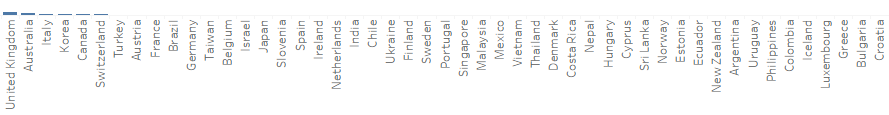 United Kingdom
Australia
Italy
Korea
Canada
Switzerland
Turkey
Austria
France
Brazil
Germany
Taiwan
Belgium
Israel
Japan
Slovenia
Spain
Ireland
Netherlands
India
Chile
Ukraine
Finland
Sweden
Portugal
Singapore
Malaysia
Mexico
Vietnam
Thailand
Denmark
Costa Rica
Nepal
Hungary
Cyprus
Sri Lanka
Norway
Estonia
Ecuador
New Zealand
Argentina
Uruguay
Philippines
Colombia
Iceland
Luxembourg
Greece
Bulgaria
Croatia